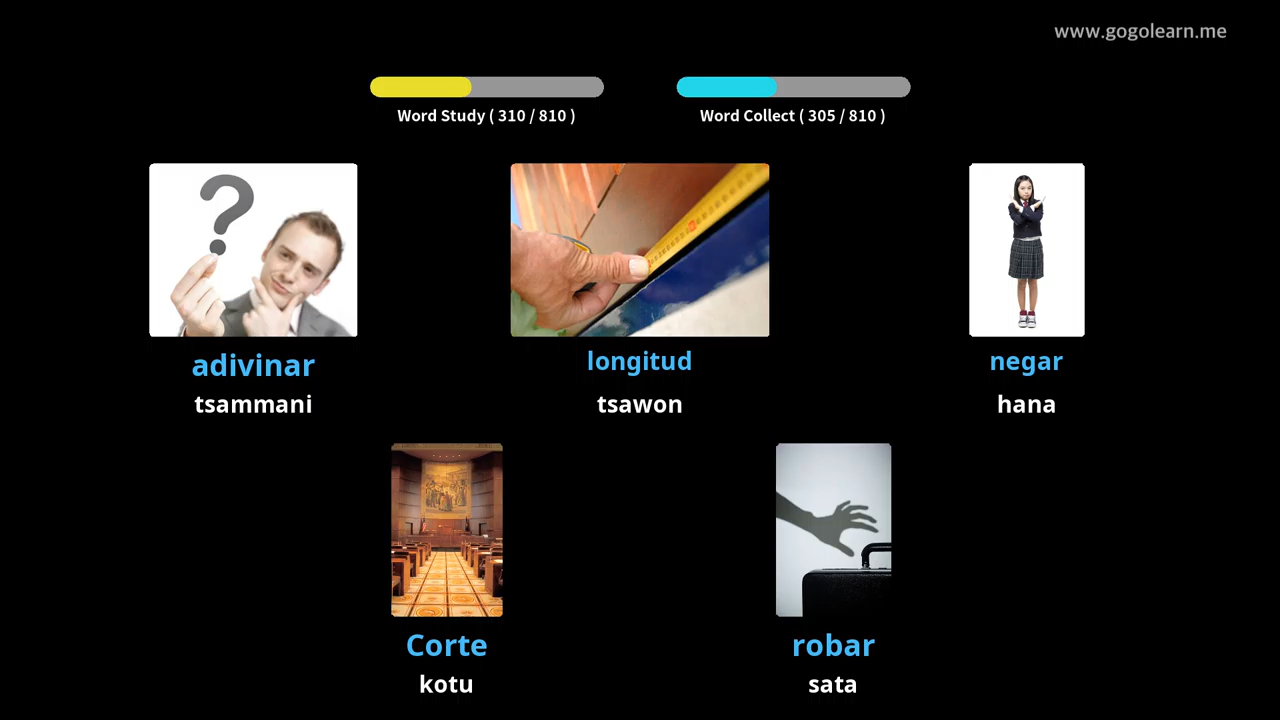 www.gogolearn.me
Word Study ( 310 / 810 )
Word Collect ( 305 / 810 )
adivinar
tsammani
longitud
tsawon
negar
hana
Corte
kotu
robar
sata